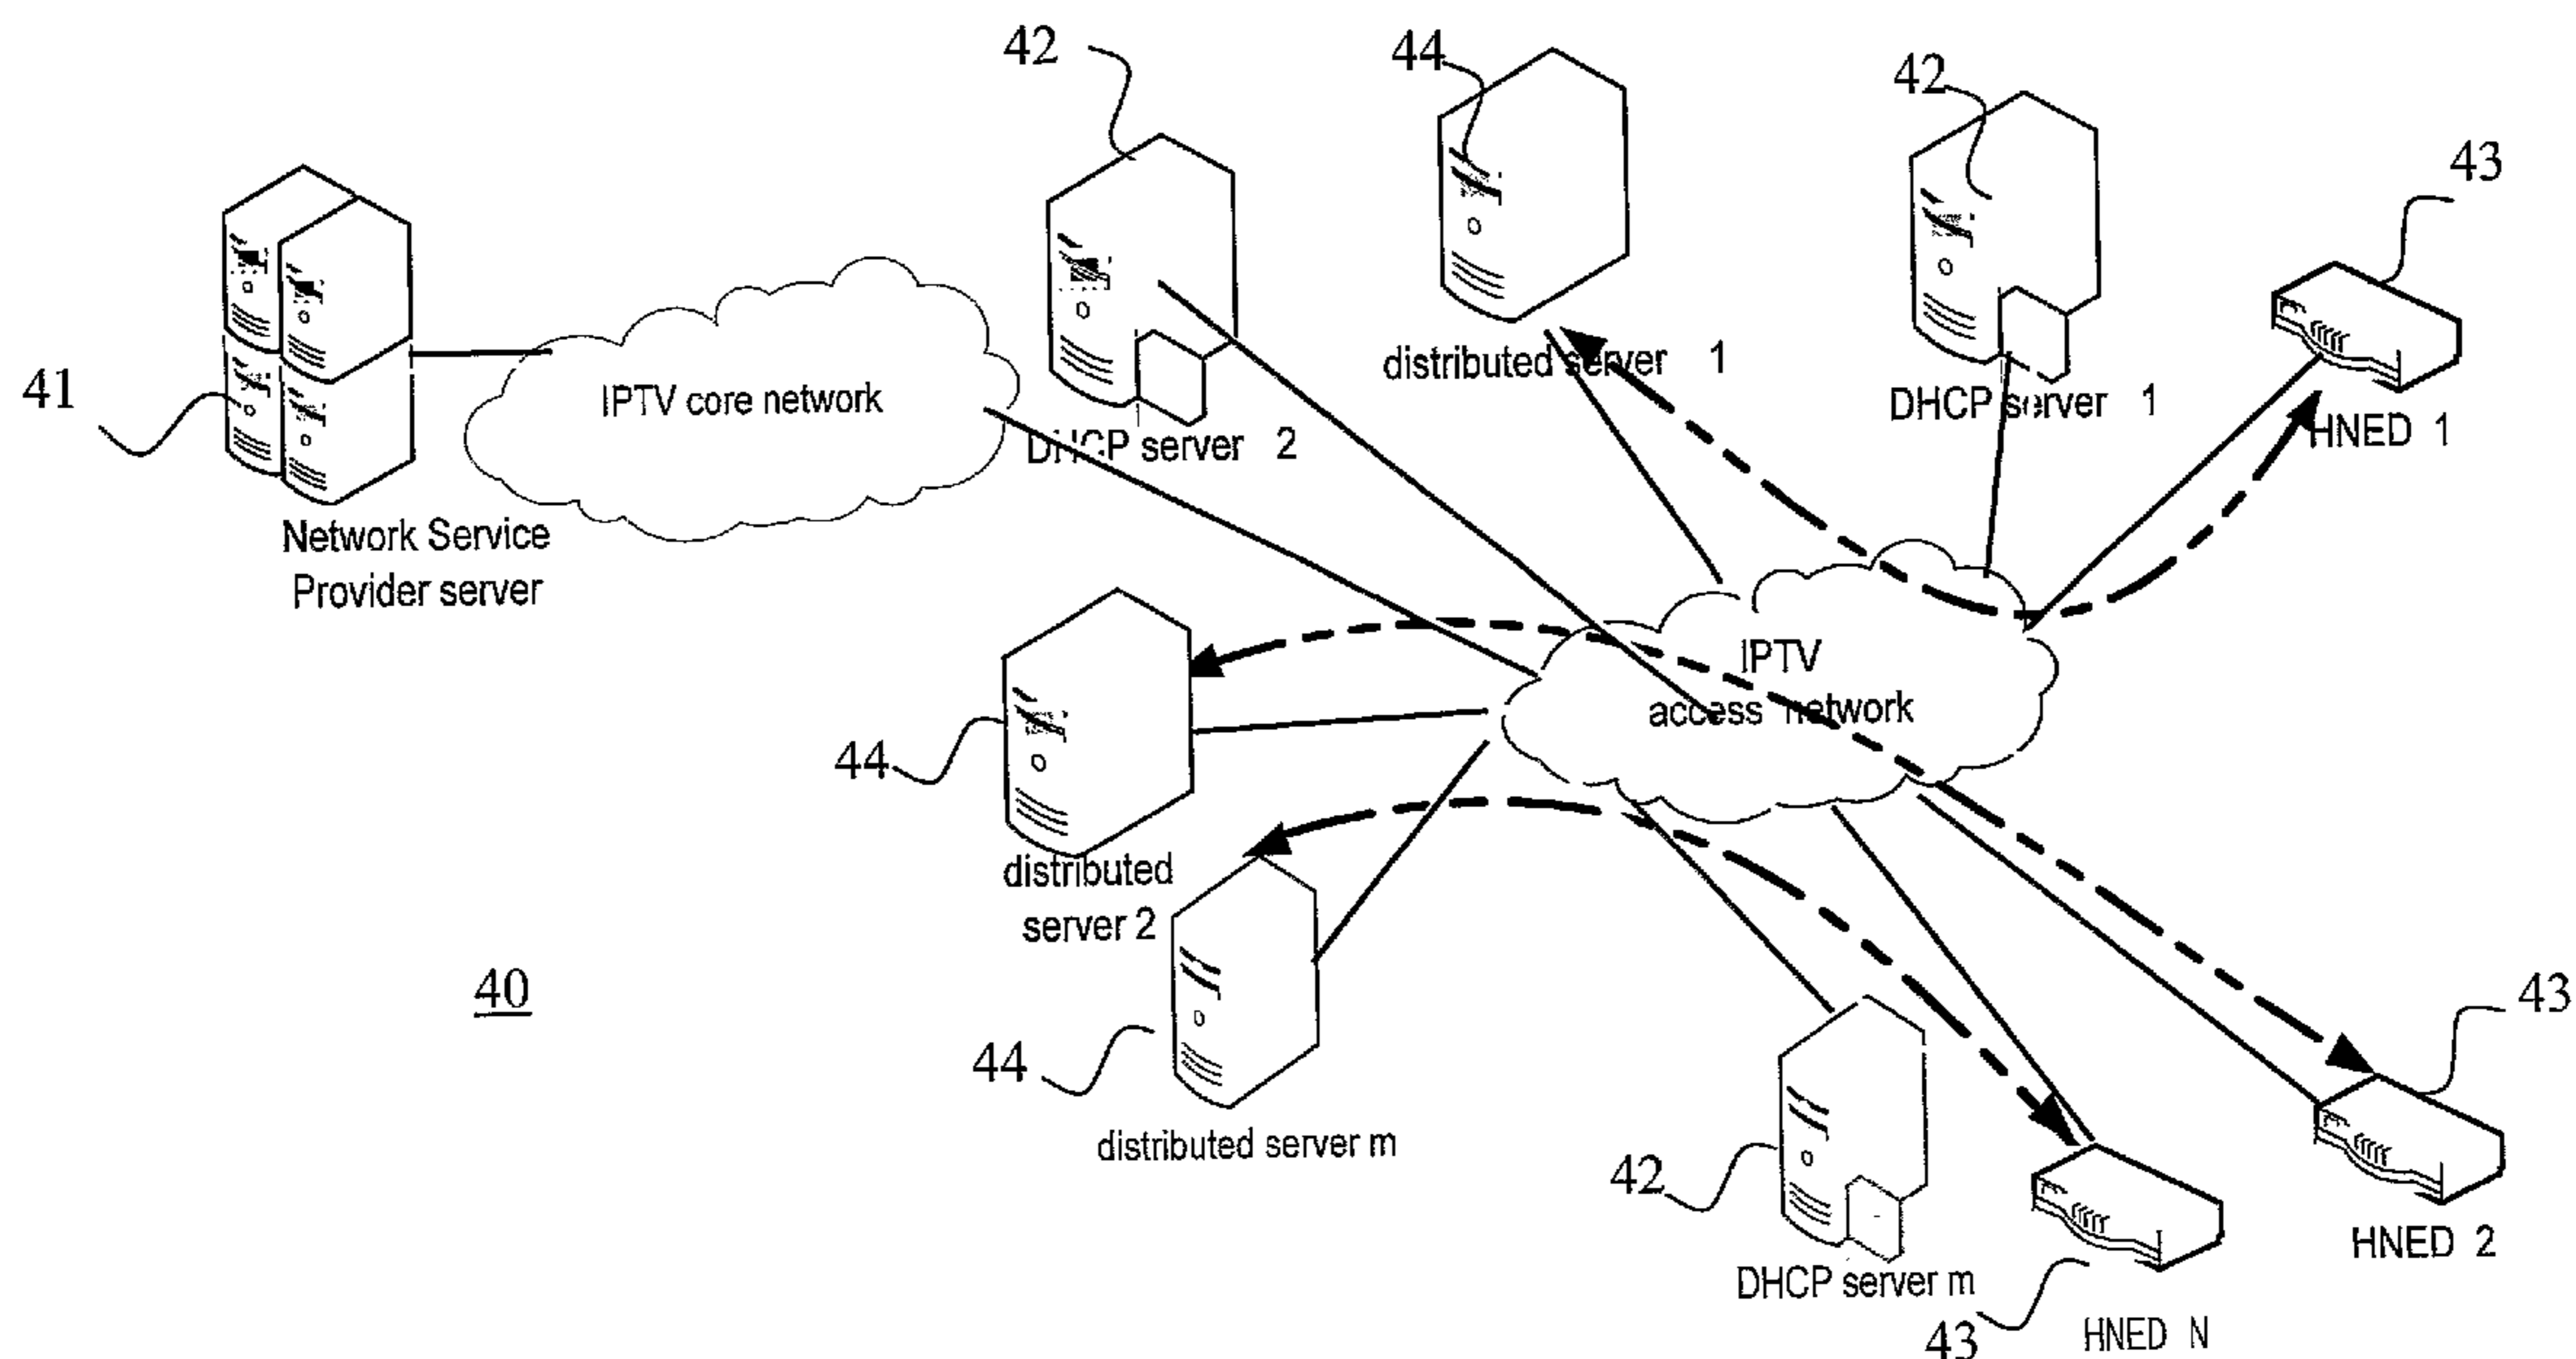 42
44
42
43
41
IPTV core network
distributed server 1
DHCP server 1
HNED 1
DHCP server 2
Network Service
Provider server
IPTV
access network
44
distributed
server 2
40
44
distributed server m
42
43
DHCP server m
HNED 2
43
HNED N